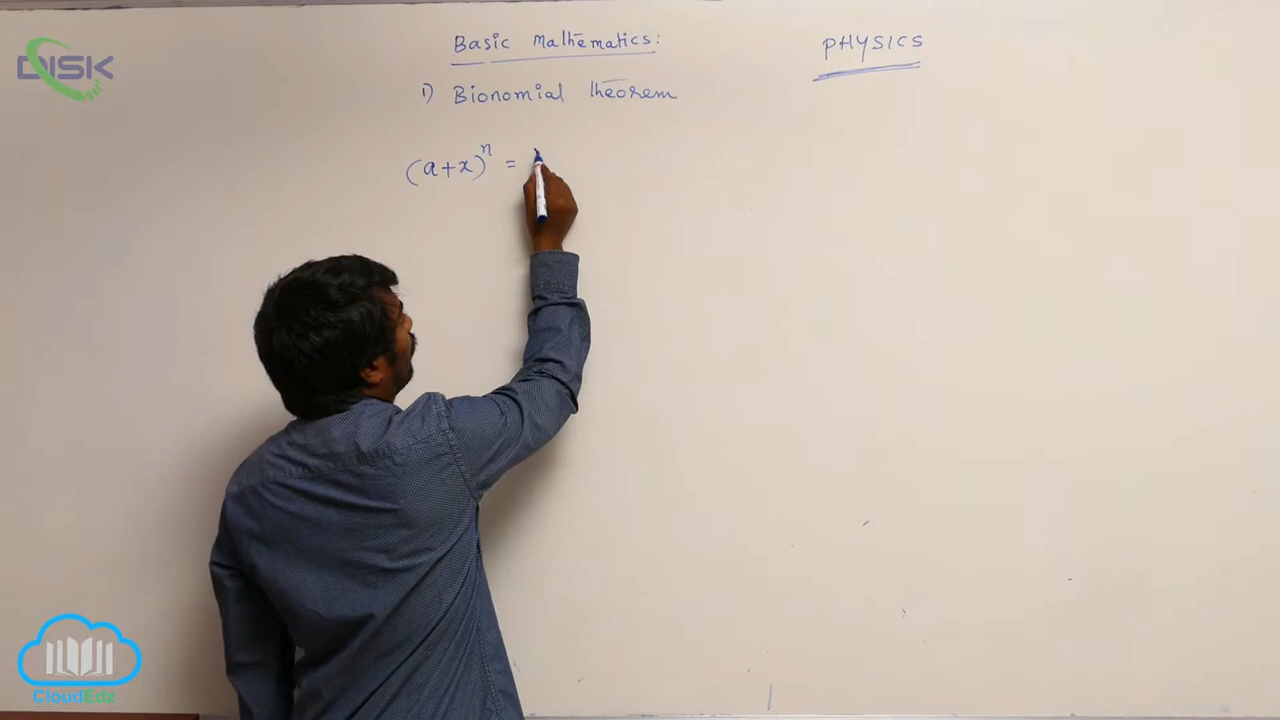 DISK
Basic Mathematics:
PHYSICS
1) Bionomial theorem
(a+x)ⁿ =
CloudEdz